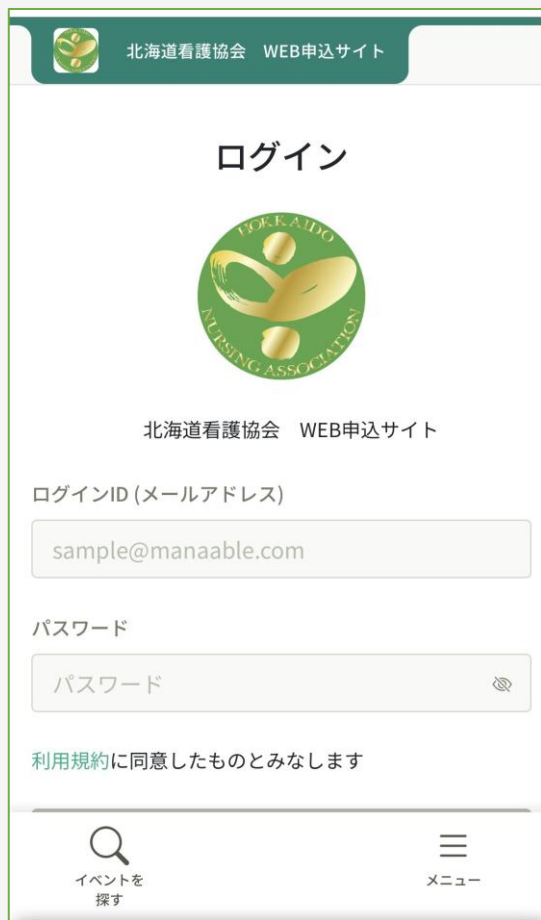 北海道看護協会　WEB申込サイト
ログイン
HOKKAIDO
NURSING ASSOCIATION
北海道看護協会　WEB申込サイト
ログインID (メールアドレス)
sample@manaable.com
パスワード
パスワード
利用規約に同意したものとみなします
イベントを
探す
メニュー